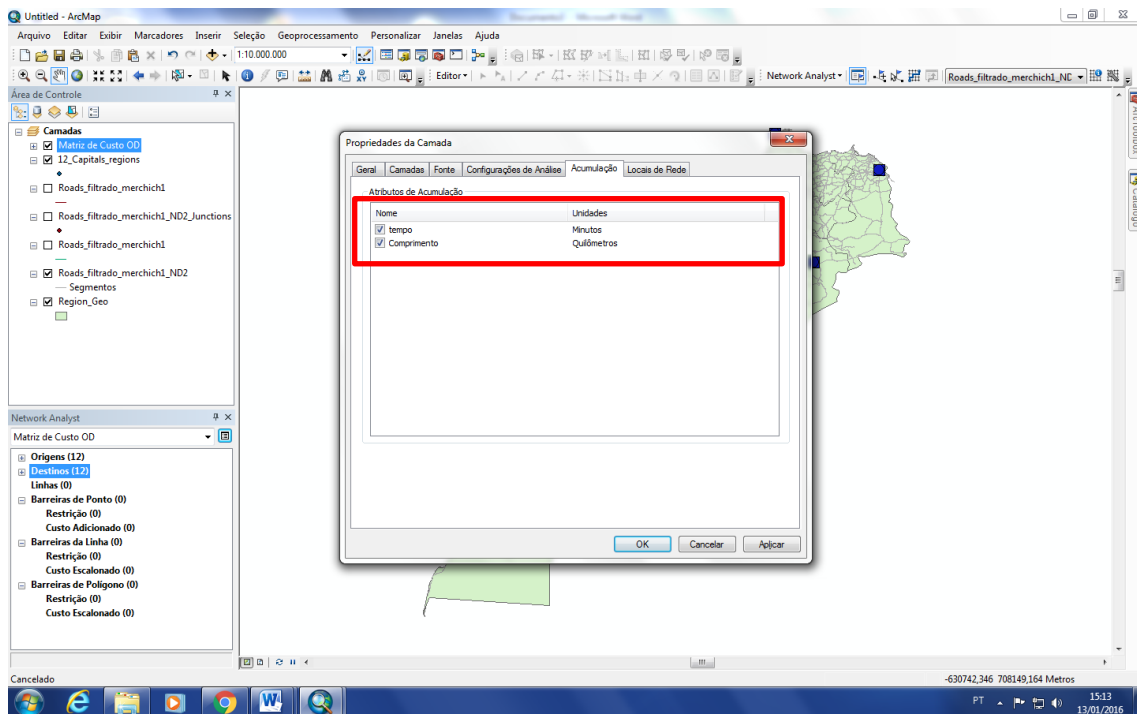 Untitled - ArcMap
Arquivo Editar Exibir Marcadores Inserir Seleção Geoprocessamento Personalizar Janelas Ajuda
1:10.000.000
Editor Network Analyst Roads_filtrado_merchich1_NC
Área de Controle
Camadas
Matriz de Custo OD
12_Capitals_regions
Roads_filtrado_merchich1
Roads_filtrado_merchich1_ND2_Junctions
Roads_filtrado_merchich1
Roads_filtrado_merchich1_ND2
Segmentos
Region_Geo
Network Analyst
Matriz de Custo OD
Origens (12)
Destinos (12)
Linhas (0)
Barreiras de Ponto (0)
Restrição (0)
Custo Adicionado (0)
Barreiras da Linha (0)
Restrição (0)
Custo Escalonado (0)
Barreiras de Polígono (0)
Restrição (0)
Custo Escalonado (0)
Propriedades da Camada
Geral Camadas Fonte Configurações de Análise Acumulação Locais de Rede
Atributos de Acumulação
Nome Unidades
tempo Minutos
Comprimento Quilômetros
OK Cancelar Aplicar
Cancelado
-630742,346 708149,164 Metros
PT
15:13
13/01/2016